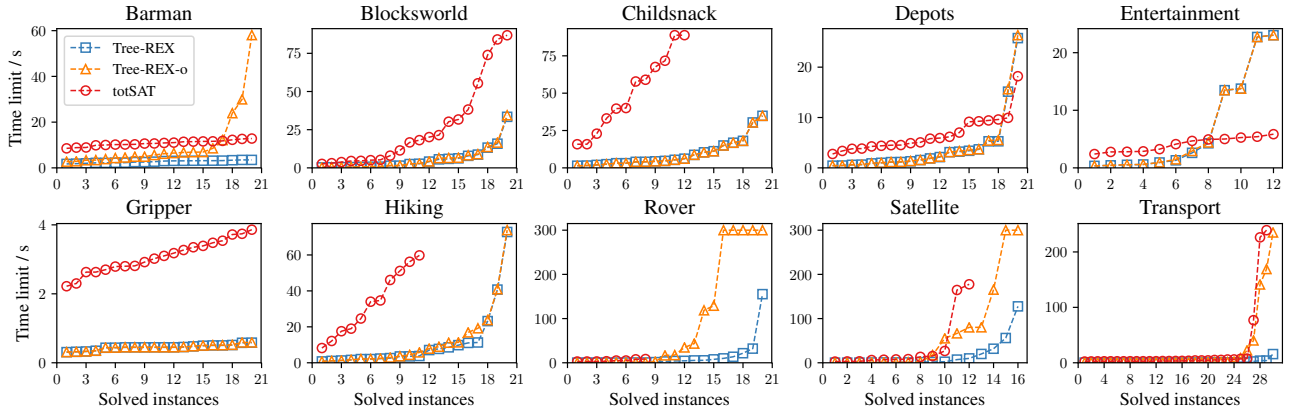 Barman Blocksworld Childsnack Depots Entertainment
Time limit / s
60
40
20
0
Tree-REX
Tree-REX-o
totSAT
0 3 6 9 12 15 18 21
75
50
25
0
0 3 6 9 12 15 18 21
75
50
25
0
0 3 6 9 12 15 18 21
20
10
0
0 3 6 9 12 15 18 21
20
10
0
0 2 4 6 8 10 12
Gripper Hiking Rover Satellite Transport
Time limit / s
4
2
0
0 3 6 9 12 15 18 21
60
40
20
0
0 3 6 9 12 15 18 21
300
200
100
0
0 3 6 9 12 15 18 21
300
200
100
0
0 2 4 6 8 10 12 14 16
200
100
0
0 4 8 12 16 20 24 28
Solved instances Solved instances Solved instances Solved instances Solved instances